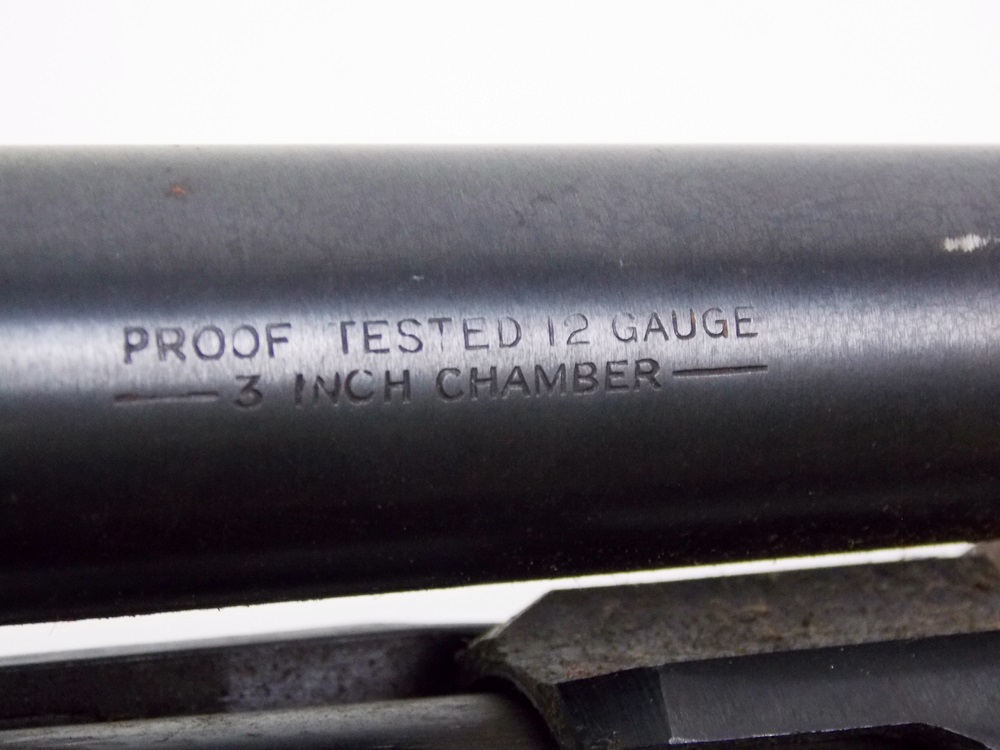 PROOF TESTED 12 GAUGE
— 3 INCH CHAMBER —